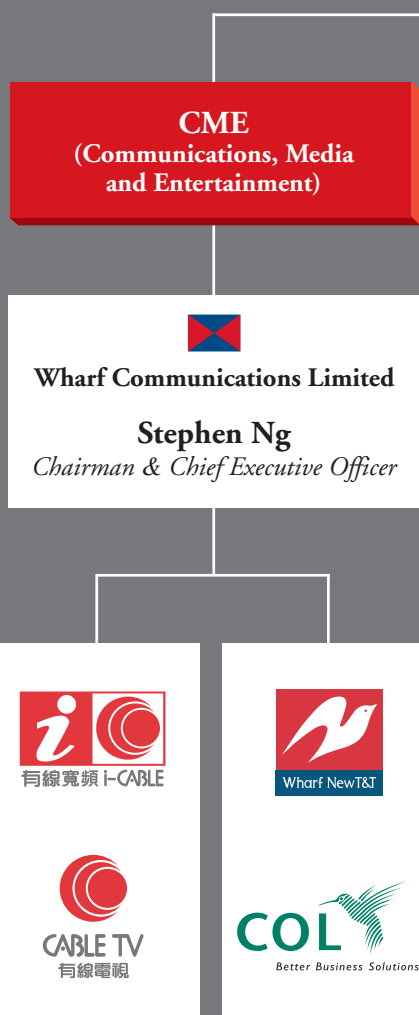 CME
(Communications, Media
and Entertainment)
Wharf Communications Limited
Stephen Ng
Chairman & Chief Executive Officer
i
有線寬頻 i-CABLE
CABLE TV
有線電視
Wharf NewT&T
COL
Better Business Solutions